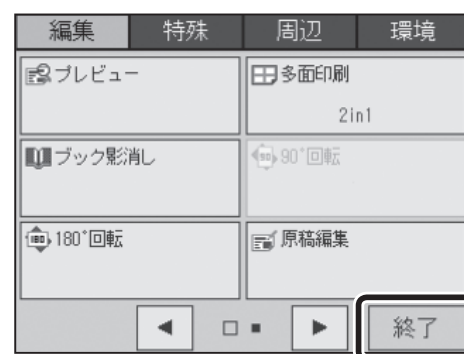 編集 特殊 周辺 環境
プレビュー 多面印刷
2in1
ブック影消し 90°回転
180°回転 原稿編集
終了